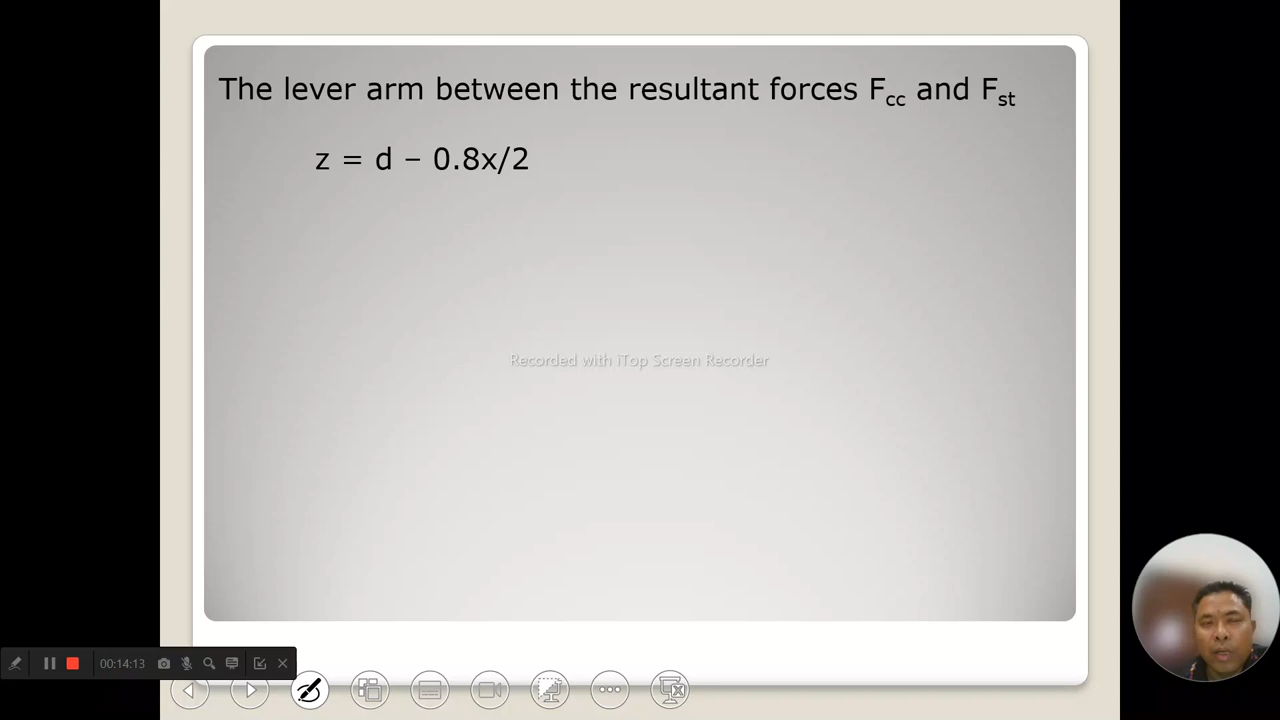 The lever arm between the resultant forces Fcc and Fst
z = d – 0.8x/2
Recorded with iTop Screen Recorder
00:14:13